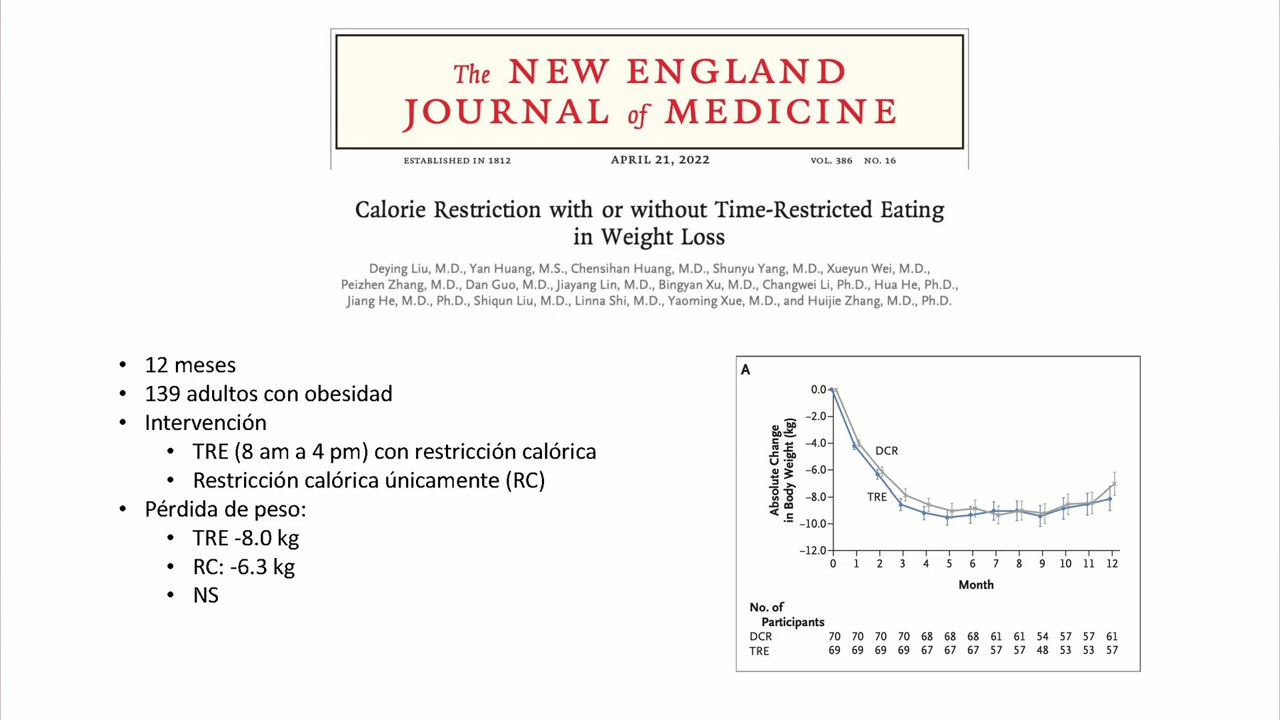 The NEW ENGLAND
JOURNAL of MEDICINE
ESTABLISHED IN 1812 APRIL 21, 2022 VOL. 386 NO. 16
Calorie Restriction with or without Time-Restricted Eating
in Weight Loss
Deying Liu, M.D., Yan Huang, M.S., Chensihan Huang, M.D., Shunyu Yang, M.D., Xueyun Wei, M.D.,
Peizhen Zhang, M.D., Dan Guo, M.D., Jiayang Lin, M.D., Bingyan Xu, M.D., Changwei Li, Ph.D., Hua He, Ph.D.,
Jiang He, M.D., Ph.D., Shiqun Liu, M.D., Linna Shi, M.D., Yaoming Xue, M.D., and Huijie Zhang, M.D., Ph.D.
• 12 meses
• 139 adultos con obesidad
• Intervención
• TRE (8 am a 4 pm) con restricción calórica
• Restricción calórica únicamente (RC)
• Pérdida de peso:
• TRE -8.0 kg
• RC: -6.3 kg
• NS
A
Absolute Change
in Body Weight (kg)
0.0
−2.0
−4.0
−6.0
−8.0
−10.0
−12.0
DCR
TRE
0 1 2 3 4 5 6 7 8 9 10 11 12
Month
No. of
Participants
DCR 70 70 70 70 68 68 68 61 61 54 57 57 61
TRE 69 69 69 69 67 67 67 57 57 48 53 53 57